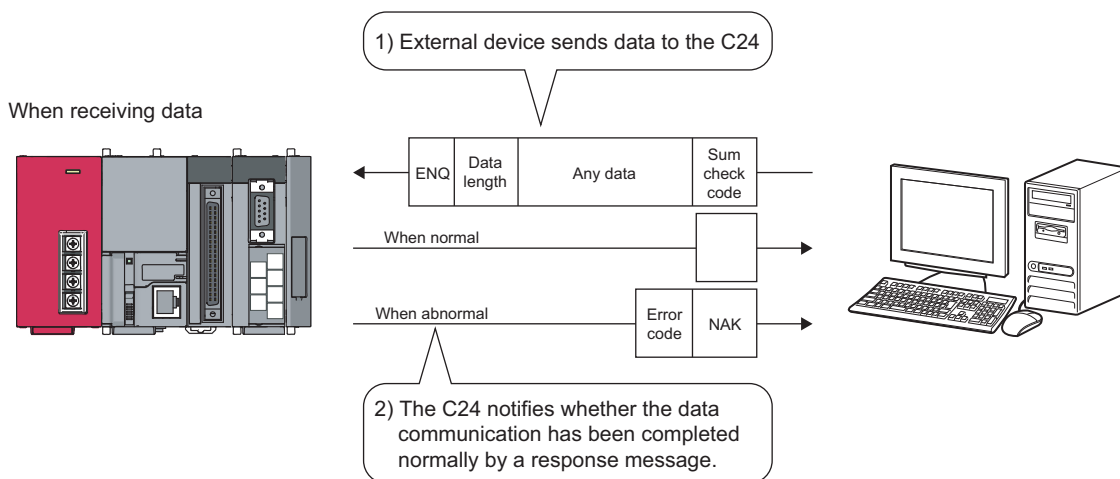 1) External device sends data to the C24
When receiving data
ENQ
Data
length
Any data
Sum
check
code
When normal
When abnormal
Error
code
NAK
2) The C24 notifies whether the data
communication has been completed
normally by a response message.